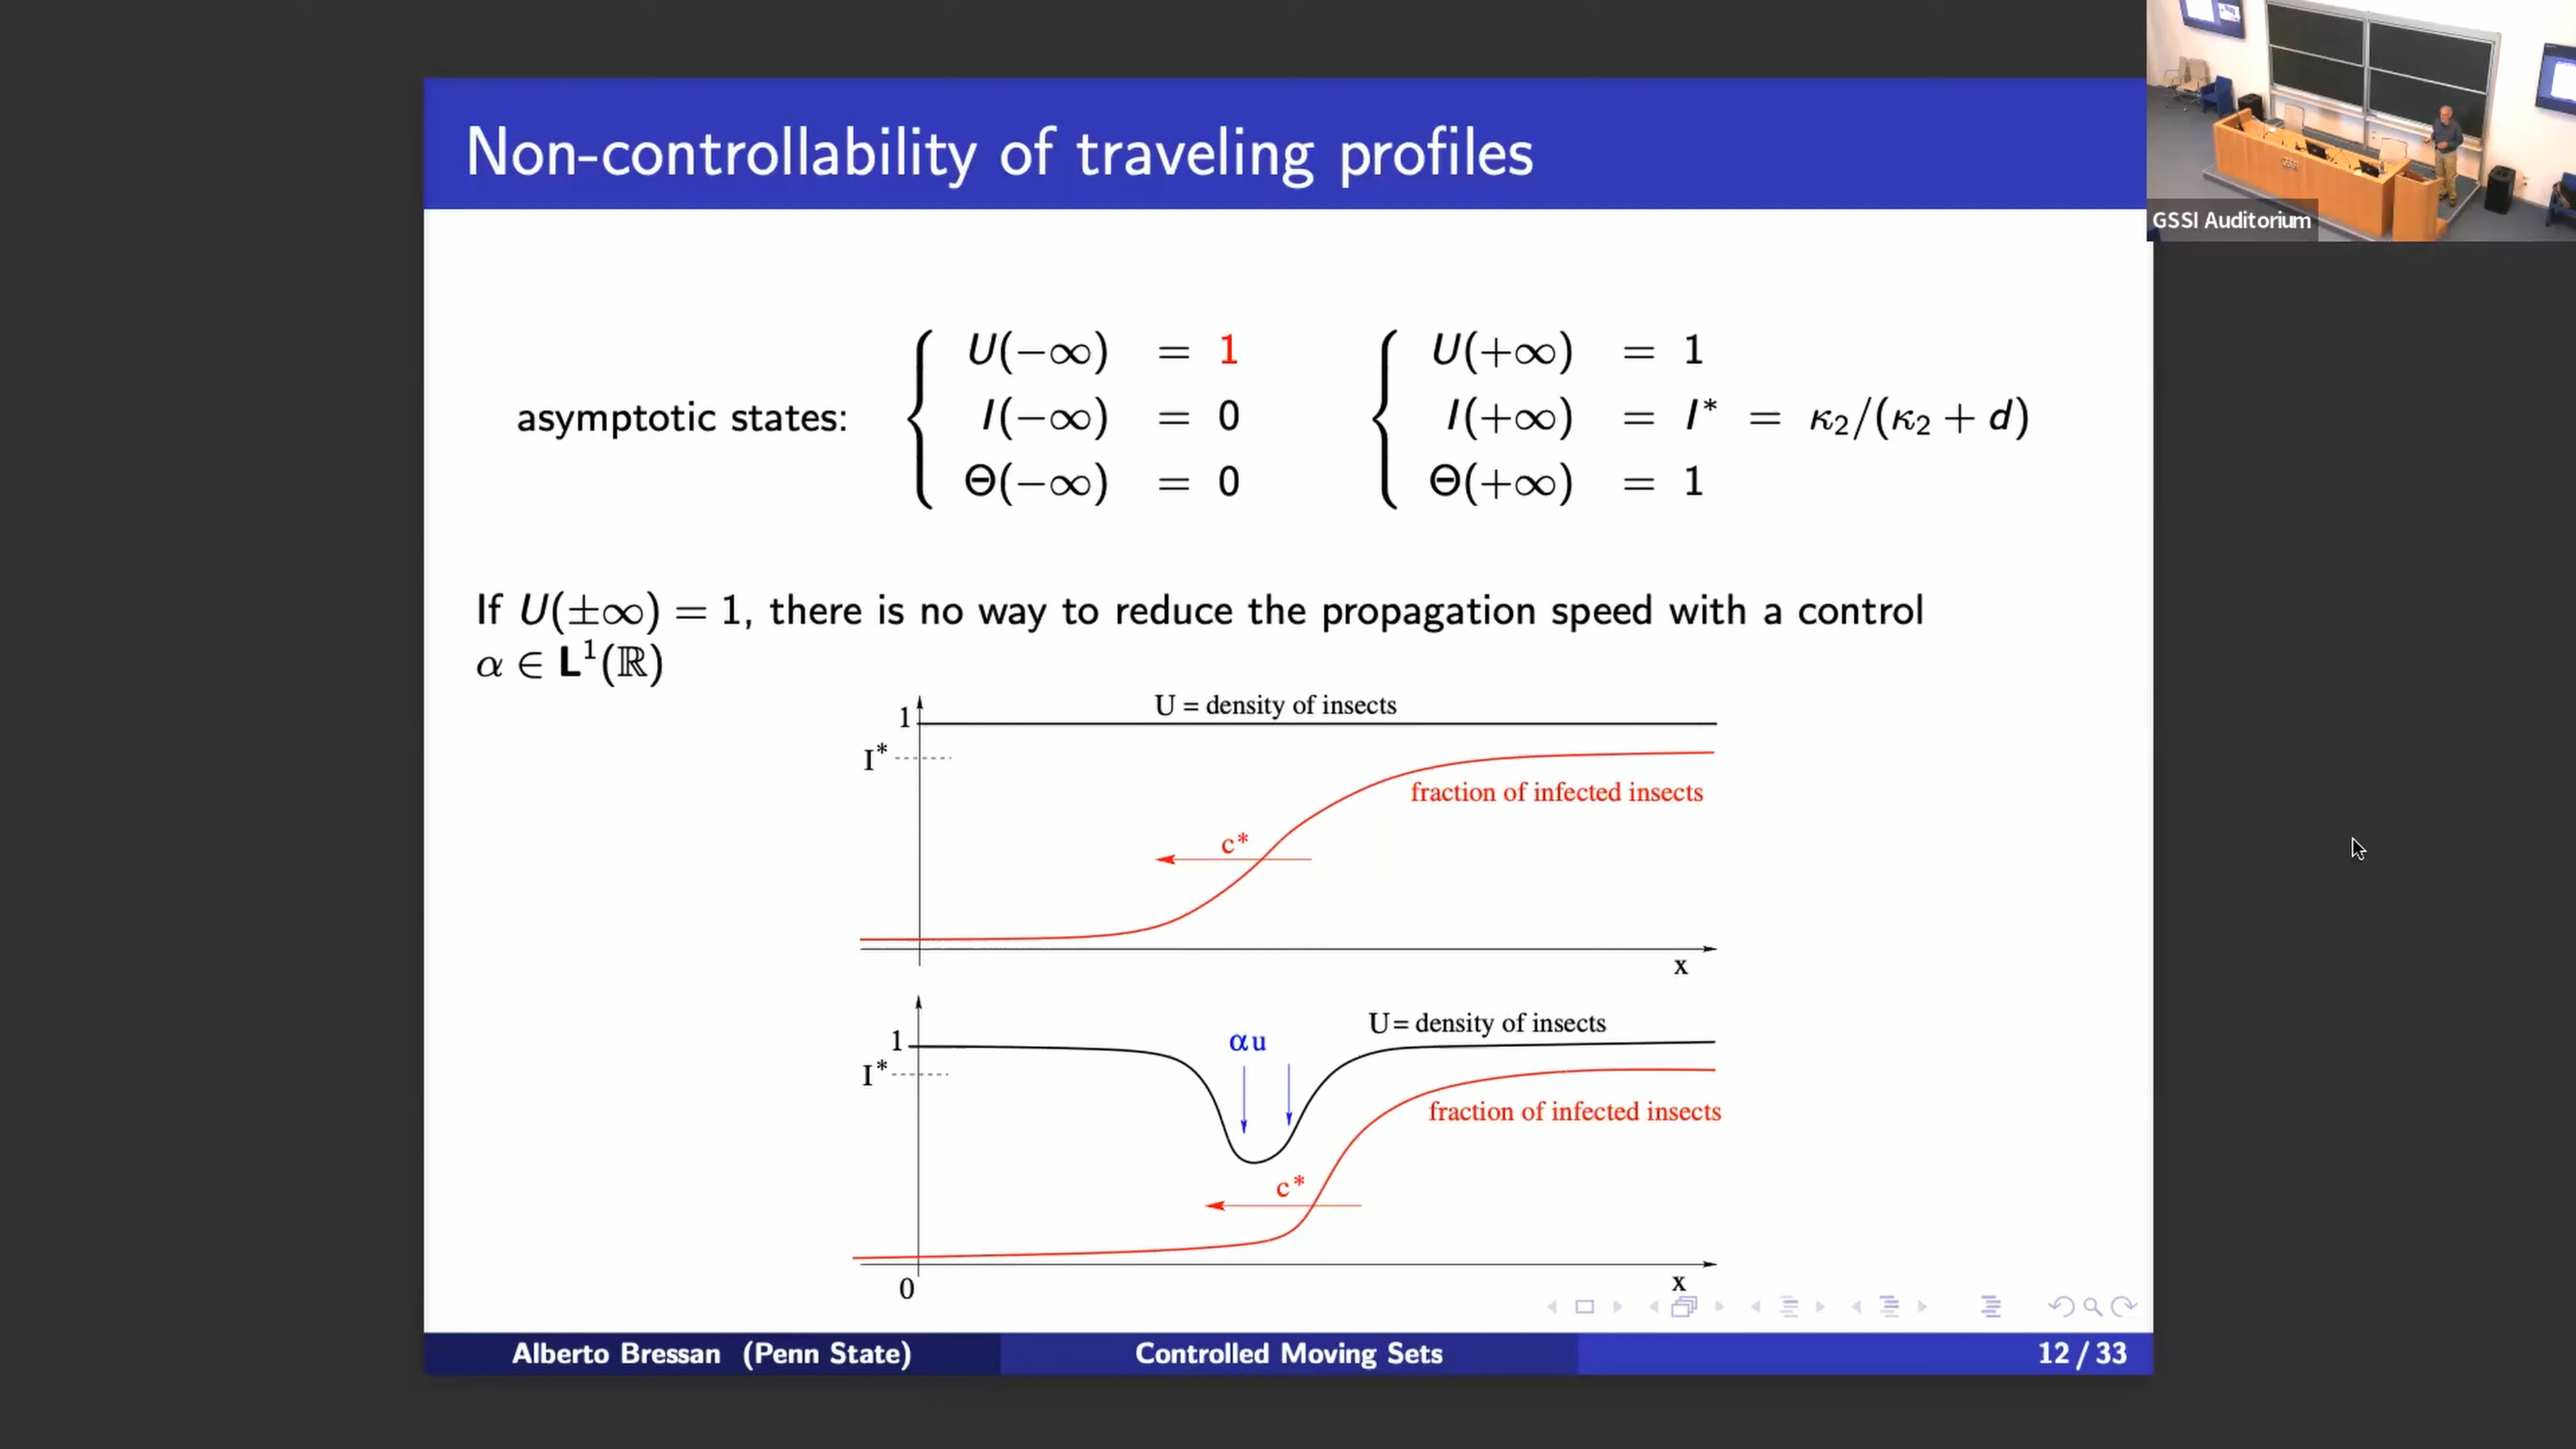 Non-controllability of traveling profiles
GSSI Auditorium
asymptotic states:
U(−∞) = 1
I(−∞) = 0
Θ(−∞) = 0
U(+∞) = 1
I(+∞) = I* = κ₂/(κ₂ + d)
Θ(+∞) = 1
If U(±∞) = 1, there is no way to reduce the propagation speed with a control
α ∈ L¹(ℝ)
U = density of insects
1
I*
fraction of infected insects
c*
x
U= density of insects
αu
1
I*
fraction of infected insects
c*
0
x
Alberto Bressan (Penn State)
Controlled Moving Sets
12 / 33